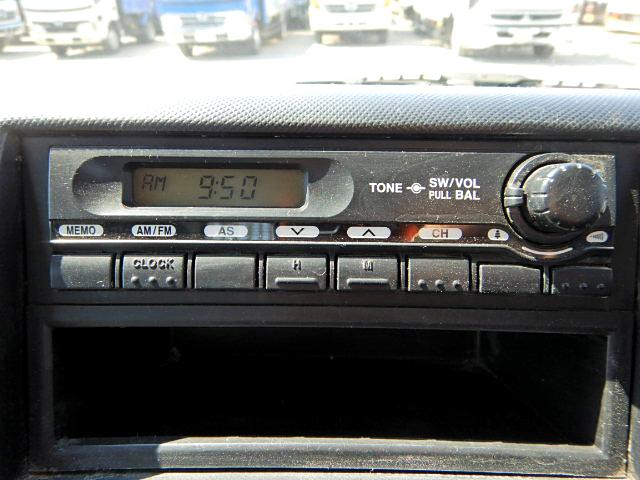 AM 9:50
TONE SW/VOL
PULL BAL
MEMO AM/FM AS CH
CLOCK H M